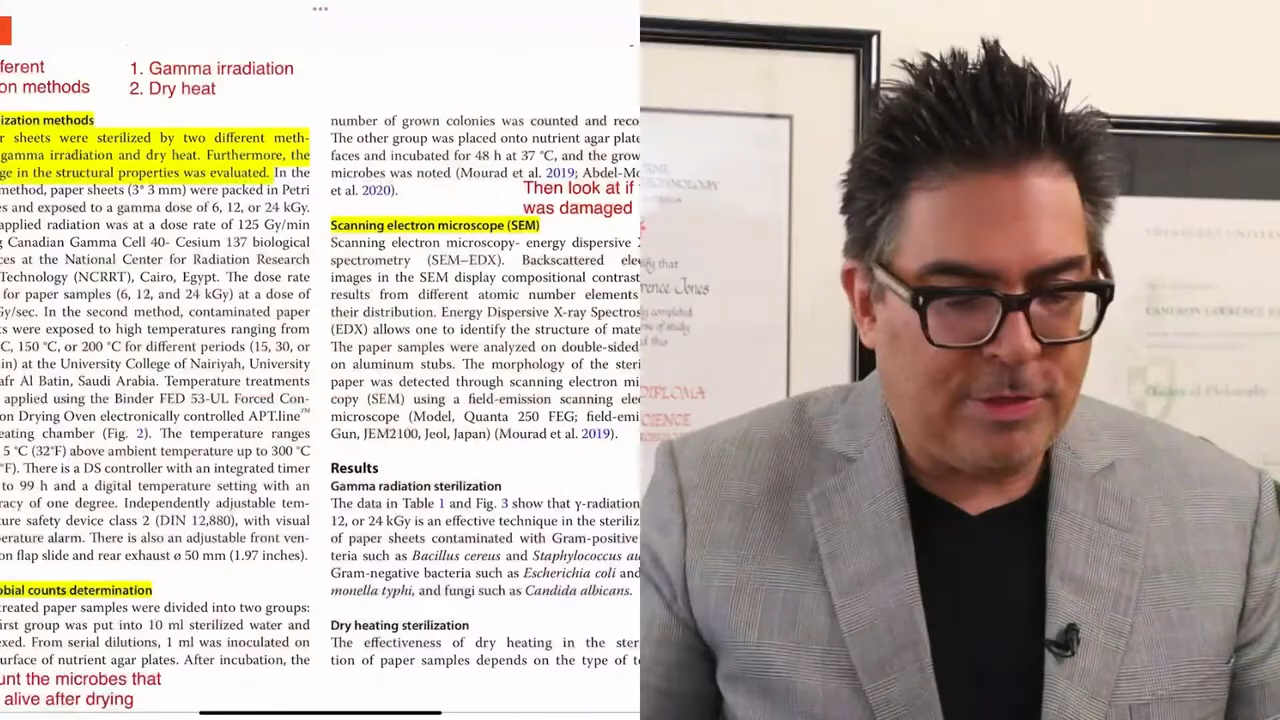 ferent
on methods
1. Gamma irradiation
2. Dry heat
ization methods
r sheets were sterilized by two different meth-
gamma irradiation and dry heat. Furthermore, the
ge in the structural properties was evaluated. In the
method, paper sheets (3* 3 mm) were packed in Petri
es and exposed to a gamma dose of 6, 12, or 24 kGy.
applied radiation was at a dose rate of 125 Gy/min
g Canadian Gamma Cell 40- Cesium 137 biological
ces at the National Center for Radiation Research
Technology (NCRRT), Cairo, Egypt. The dose rate
for paper samples (6, 12, and 24 kGy) at a dose of
Gy/sec. In the second method, contaminated paper
ts were exposed to high temperatures ranging from
C, 150 °C, or 200 °C for different periods (15, 30, or
in) at the University College of Nairiyah, University
afr Al Batin, Saudi Arabia. Temperature treatments
applied using the Binder FED 53-UL Forced Con-
on Drying Oven electronically controlled APT.line™
eating chamber (Fig. 2). The temperature ranges
5 °C (32°F) above ambient temperature up to 300 °C
°F). There is a DS controller with an integrated timer
to 99 h and a digital temperature setting with an
racy of one degree. Independently adjustable tem-
ture safety device class 2 (DIN 12,880), with visual
perature alarm. There is also an adjustable front ven-
on flap slide and rear exhaust ø 50 mm (1.97 inches).
obial counts determination
treated paper samples were divided into two groups:
first group was put into 10 ml sterilized water and
exed. From serial dilutions, 1 ml was inoculated on
urface of nutrient agar plates. After incubation, the
unt the microbes that
alive after drying
number of grown colonies was counted and reco
The other group was placed onto nutrient agar plate
faces and incubated for 48 h at 37 °C, and the grow
microbes was noted (Mourad et al. 2019; Abdel-Mo
et al. 2020).
Then look at if
was damaged
Scanning electron microscope (SEM)
Scanning electron microscopy- energy dispersive X
spectrometry (SEM–EDX). Backscattered elec
images in the SEM display compositional contrast
results from different atomic number elements
their distribution. Energy Dispersive X-ray Spectros
(EDX) allows one to identify the structure of mate
The paper samples were analyzed on double-sided
on aluminum stubs. The morphology of the steri
paper was detected through scanning electron mi
copy (SEM) using a field-emission scanning ele
microscope (Model, Quanta 250 FEG; field-emi
Gun, JEM2100, Jeol, Japan) (Mourad et al. 2019).
Results
Gamma radiation sterilization
The data in Table 1 and Fig. 3 show that γ-radiation
12, or 24 kGy is an effective technique in the steriliz
of paper sheets contaminated with Gram-positive
teria such as Bacillus cereus and Staphylococcus au
Gram-negative bacteria such as Escherichia coli and
monella typhi, and fungi such as Candida albicans.
Dry heating sterilization
The effectiveness of dry heating in the ster
tion of paper samples depends on the type of te
ify that
rence Jones
completed
me of study
d this
DIPLOMA
CIENCE
CAMERON LAWRENCE
of Philosophy